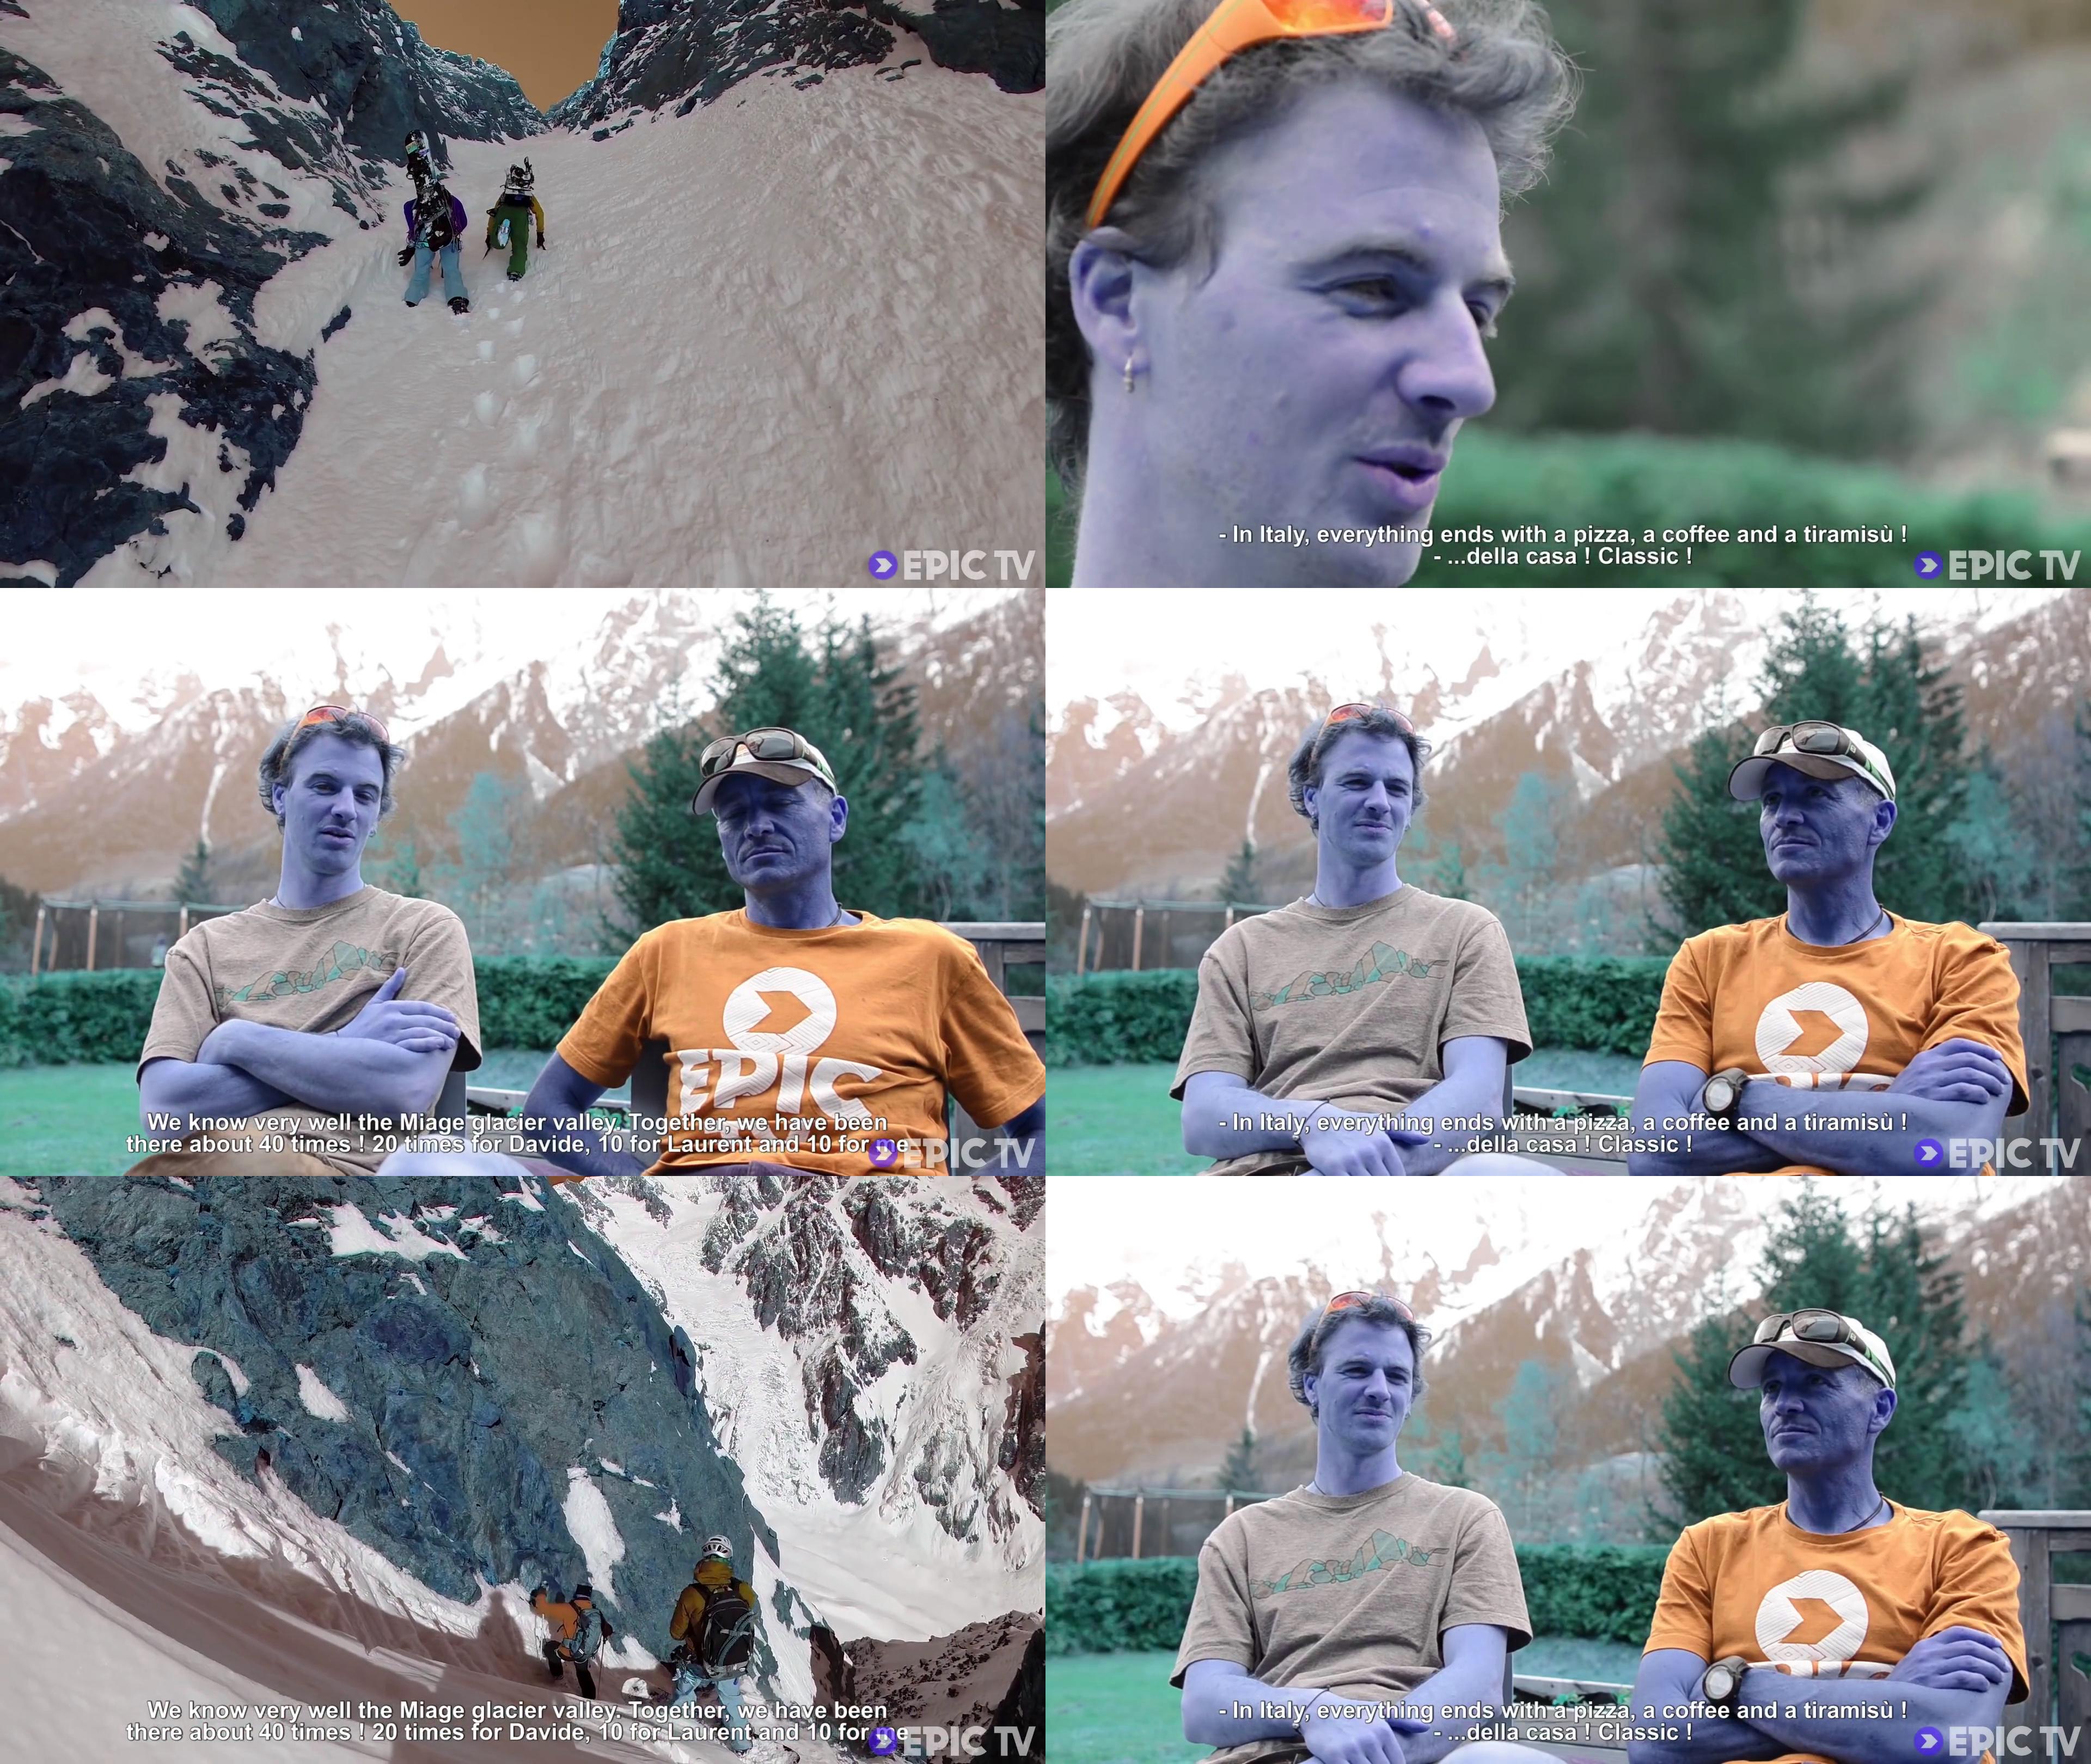 EPIC TV
- In Italy, everything ends with a pizza, a coffee and a tiramisù !
- ...della casa ! Classic !
EPIC TV
EPIC
We know very well the Miage glacier valley. Together, we have been
there about 40 times ! 20 times for Davide, 10 for Laurent and 10 for me
EPIC TV
- In Italy, everything ends with a pizza, a coffee and a tiramisù !
- ...della casa ! Classic !
EPIC TV
We know very well the Miage glacier valley. Together, we have been
there about 40 times ! 20 times for Davide, 10 for Laurent and 10 for me
EPIC TV
- In Italy, everything ends with a pizza, a coffee and a tiramisù !
- ...della casa ! Classic !
EPIC TV